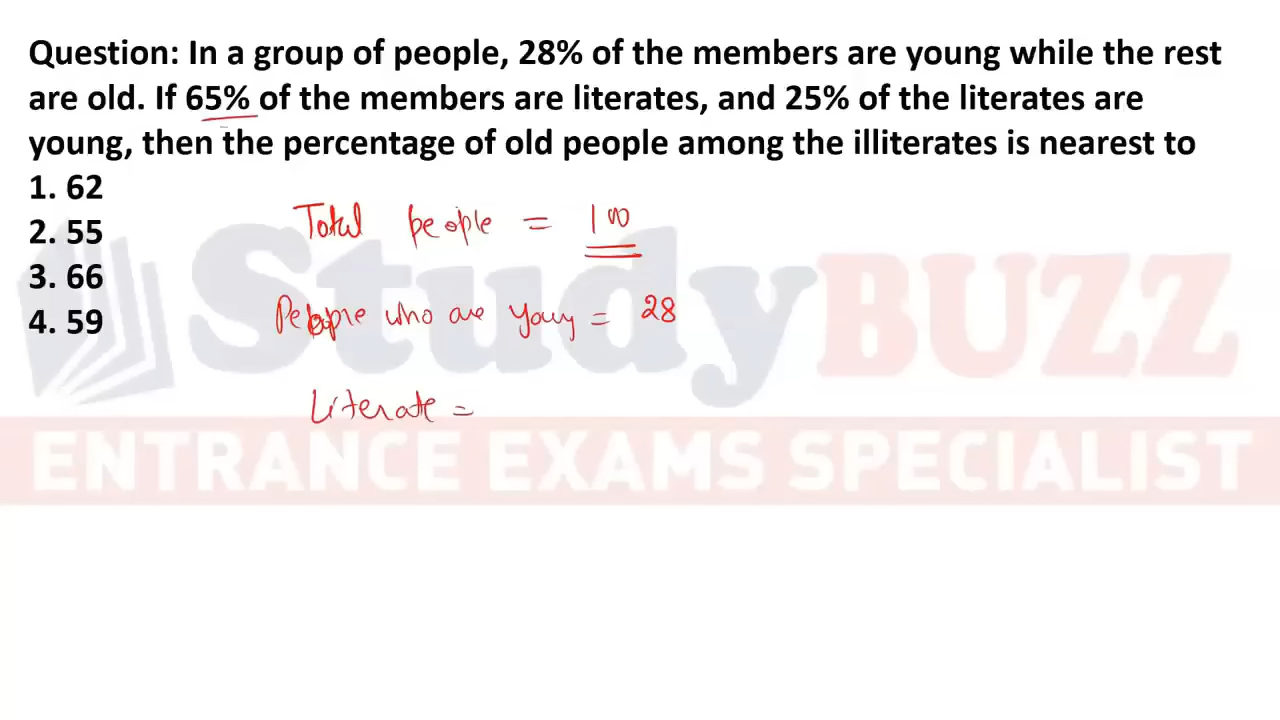 Question: In a group of people, 28% of the members are young while the rest
are old. If 65% of the members are literates, and 25% of the literates are
young, then the percentage of old people among the illiterates is nearest to
1. 62
2. 55
3. 66
4. 59
Total people = 100
People who are young = 28
Literate =
StudyBUZZ
ENTRANCE EXAMS SPECIALIST